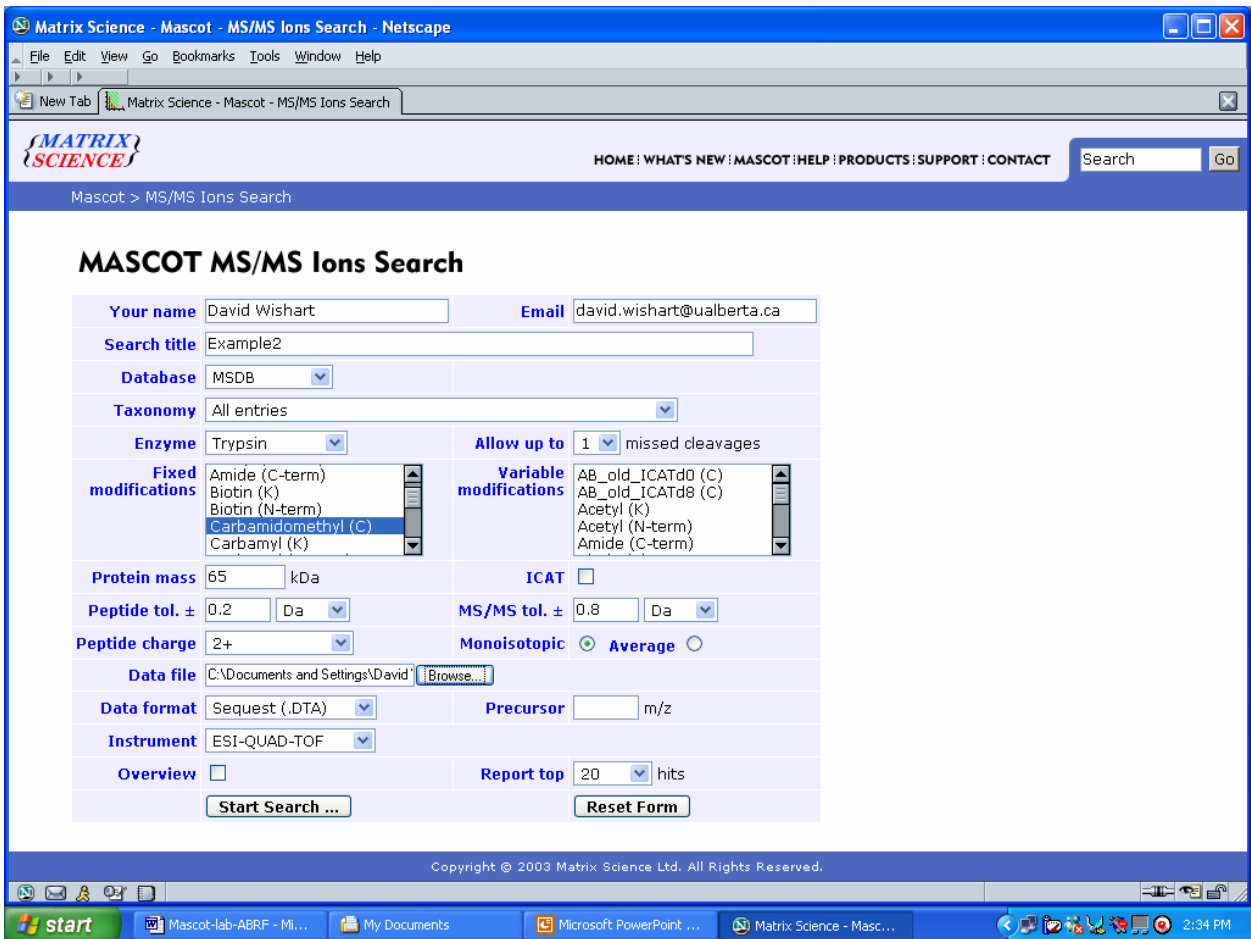 Matrix Science - Mascot - MS/MS Ions Search - Netscape
File Edit View Go Bookmarks Tools Window Help
New Tab Matrix Science - Mascot - MS/MS Ions Search
{MATRIX SCIENCE}
HOME WHAT'S NEW MASCOT HELP PRODUCTS SUPPORT CONTACT Search Go
Mascot > MS/MS Ions Search
MASCOT MS/MS Ions Search
Your name David Wishart Email david.wishart@ualberta.ca
Search title Example2
Database MSDB
Taxonomy All entries
Enzyme Trypsin Allow up to 1 missed cleavages
Fixed modifications
Amide (C-term)
Biotin (K)
Biotin (N-term)
Carbamidomethyl (C)
Carbamyl (K)
Variable modifications
AB_old_ICATd0 (C)
AB_old_ICATd8 (C)
Acetyl (K)
Acetyl (N-term)
Amide (C-term)
Protein mass 65 kDa ICAT
Peptide tol. ± 0.2 Da MS/MS tol. ± 0.8 Da
Peptide charge 2+ Monoisotopic Average
Data file C:\Documents and Settings\David' Browse...
Data format Sequest (.DTA) Precursor m/z
Instrument ESI-QUAD-TOF
Overview Report top 20 hits
Start Search ... Reset Form
Copyright © 2003 Matrix Science Ltd. All Rights Reserved.
start Mascot-lab-ABRF - Mi... My Documents Microsoft PowerPoint ... Matrix Science - Masc... 2:34 PM